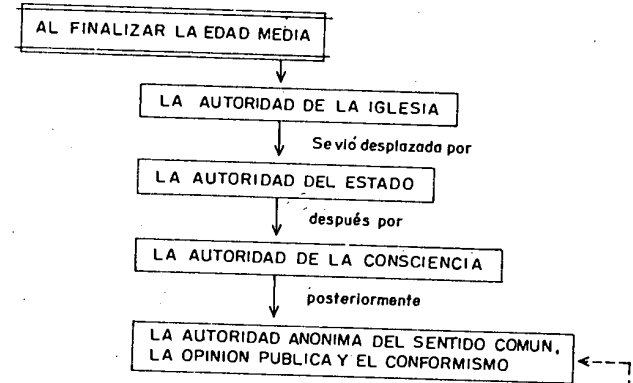 AL FINALIZAR LA EDAD MEDIA
LA AUTORIDAD DE LA IGLESIA
Se vió desplazada por
LA AUTORIDAD DEL ESTADO
después por
LA AUTORIDAD DE LA CONSCIENCIA
posteriormente
LA AUTORIDAD ANONIMA DEL SENTIDO COMUN,
LA OPINION PUBLICA Y EL CONFORMISMO